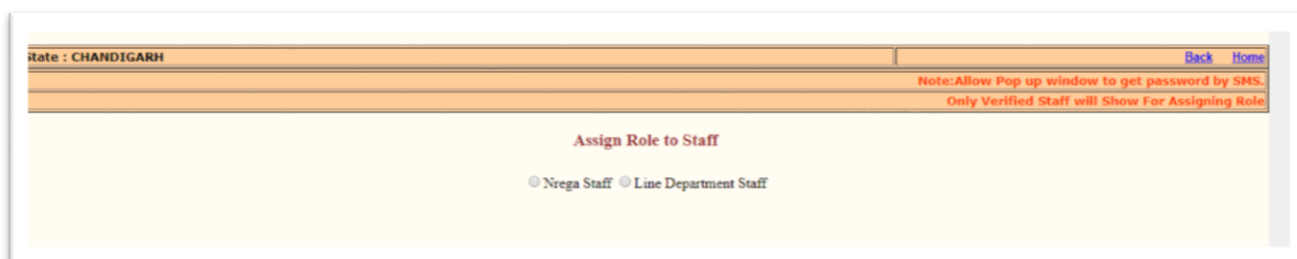 State : CHANDIGARH Back Home
Note:Allow Pop up window to get password by SMS.
Only Verified Staff will Show For Assigning Role
Assign Role to Staff
Nrega Staff Line Department Staff